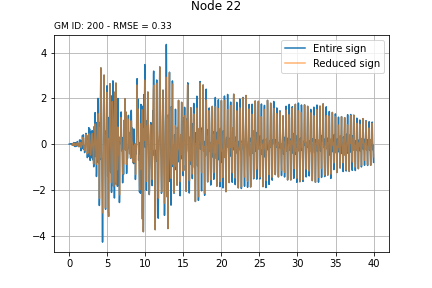 Node 22
GM ID: 200 - RMSE = 0.33
Entire sign
Reduced sign
4
2
0
−2
−4
0 5 10 15 20 25 30 35 40